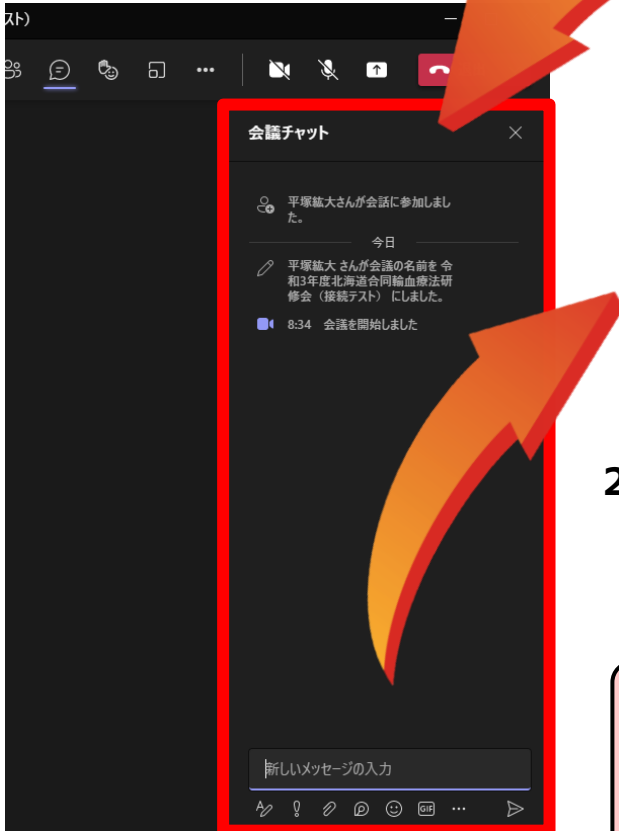 スト)
会議チャット
平塚紘大さんが会話に参加しまし
た。
今日
平塚紘大 さんが会議の名前を 令
和3年度北海道合同輸血療法研
修会（接続テスト） にしました。
8:34 会議を開始しました
2
新しいメッセージの入力
GIF